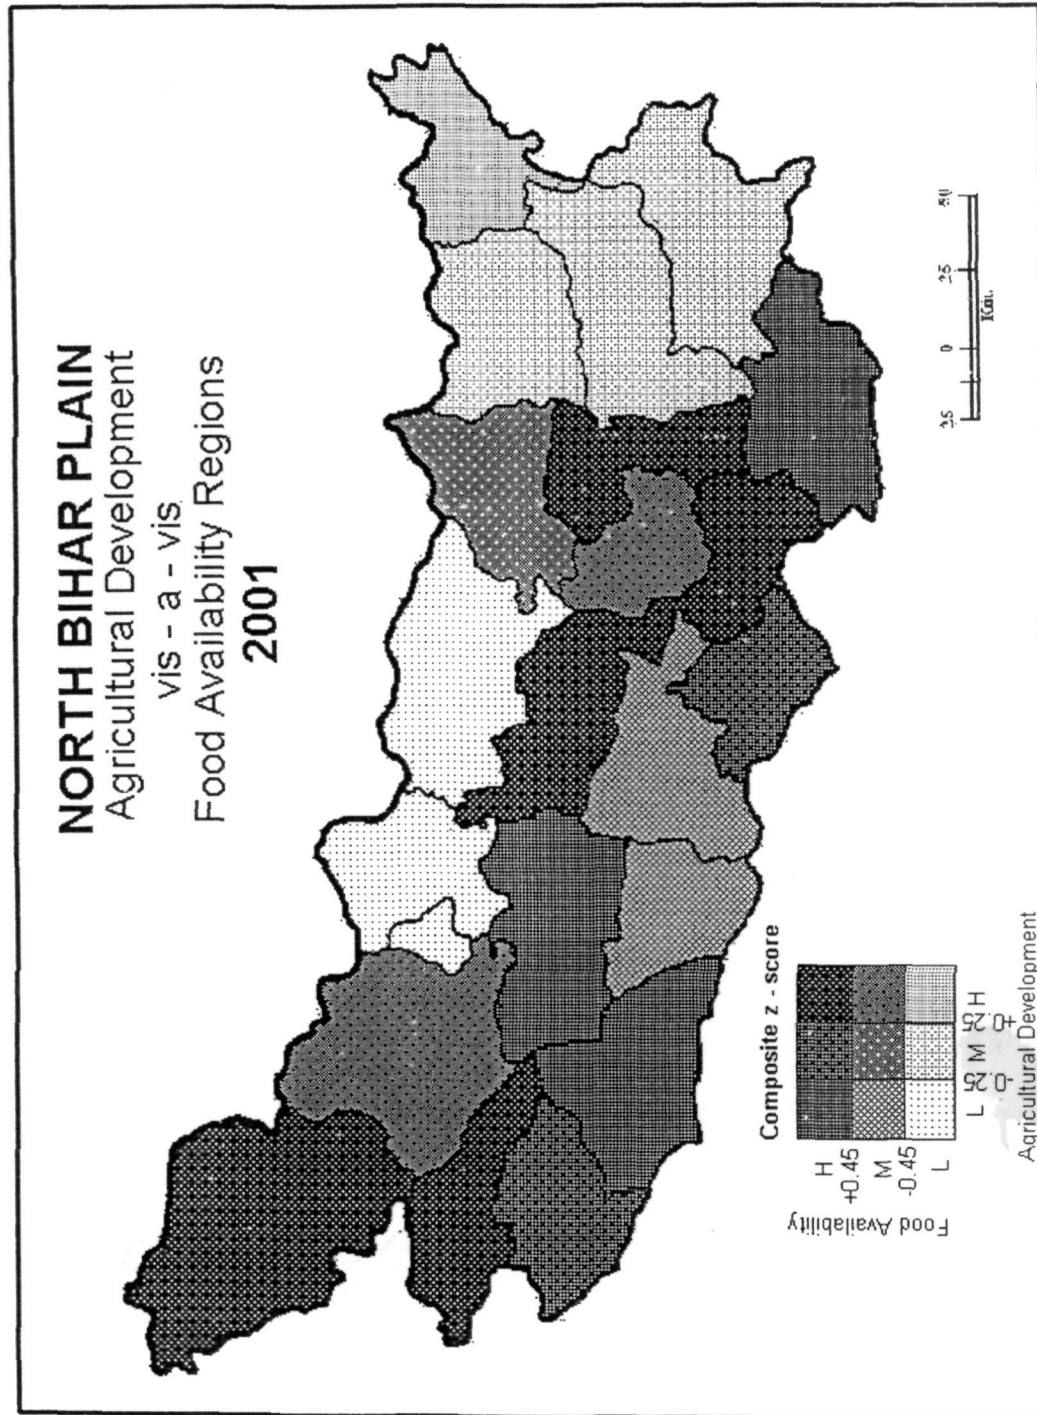 NORTH BIHAR PLAIN
Agricultural Development
vis - a - vis
Food Availability Regions
2001
25 0 25 50
Km.
Composite z - score
Food Availability
H
+0.45
M
-0.45
L
L -0.25 M +0.25 H
Agricultural Development